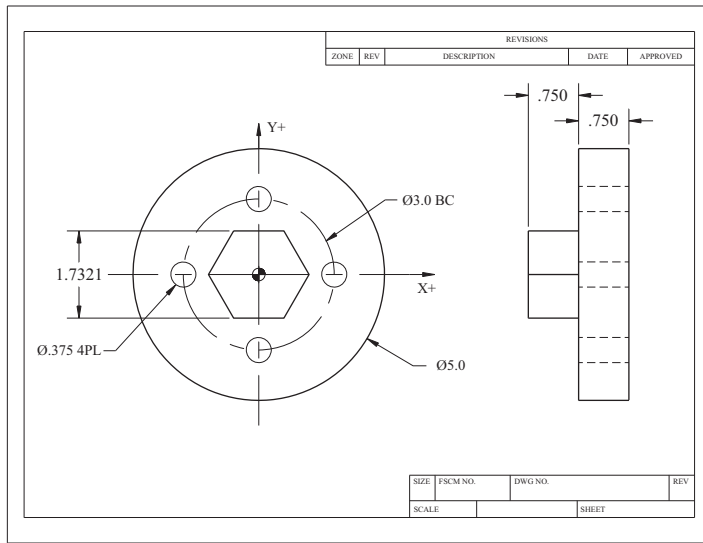 REVISIONS
ZONE REV DESCRIPTION DATE APPROVED
.750
.750
Y+
Ø3.0 BC
1.7321
X+
Ø.375 4PL
Ø5.0
SIZE FSCM NO. DWG NO. REV
SCALE SHEET